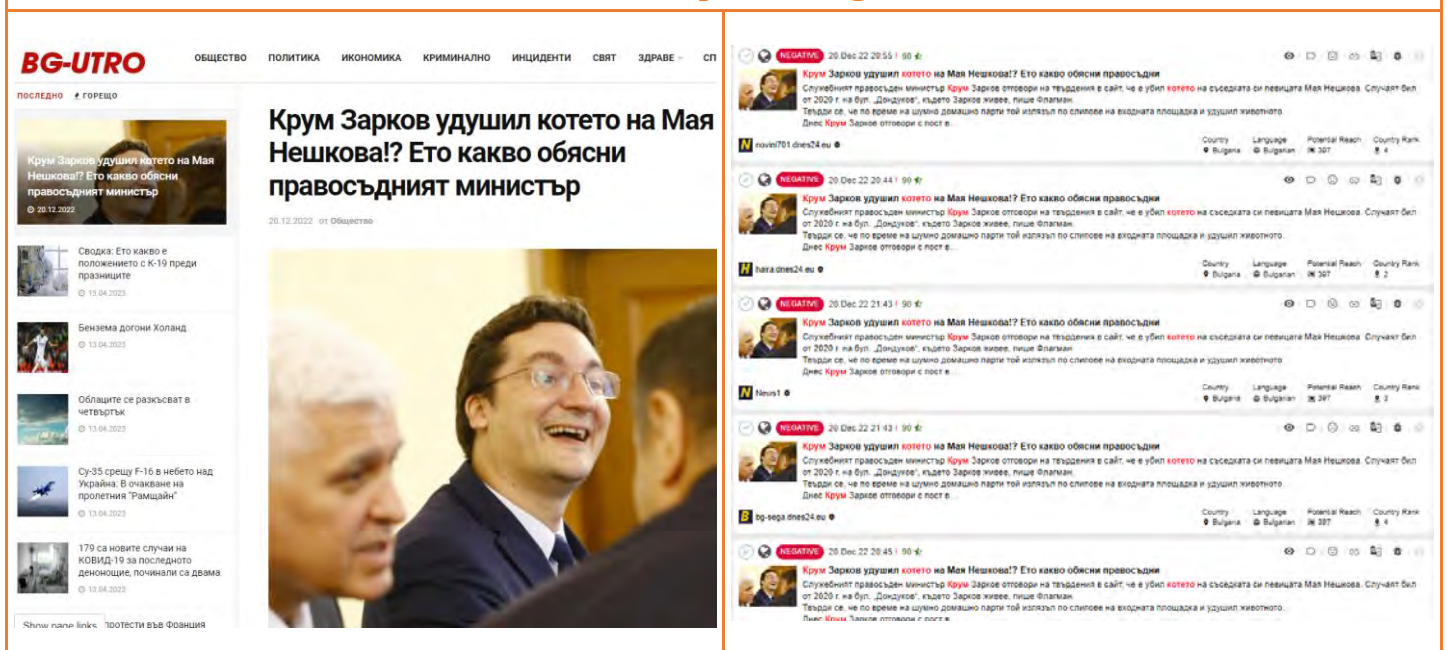 BG-UTRO
ОБЩЕСТВО ПОЛИТИКА ИКОНОМИКА КРИМИНАЛНО ИНЦИДЕНТИ СВЯТ ЗДРАВЕ СП
ПОСЛЕДНО ГОРЕЩО
Крум Зарков удушил котето на Мая
Нешкова!? Ето какво обясни
правосъдният министър
20.12.2022
Сводка: Ето какво е
положението с К-19 преди
празниците
15.04.2023
Бензема догони Холанд
13.04.2023
Облаците се разкъсват в
четвъртък
13.04.2023
Су-35 срещу F-16 в небето над
Украйна: В очакване на
пролетния "Рамщайн"
13.04.2023
179 са новите случаи на
КОВИД-19 за последното
денонощие, починали са двама
13.04.2023
Show page links протести във Франция
Крум Зарков удушил котето на Мая
Нешкова!? Ето какво обясни
правосъдният министър
20.12.2022 от Общество
NEGATIVE 20 Dec 22 20:55 | 90
Крум Зарков удушил котето на Мая Нешкова!? Ето какво обясни правосъдни
Служебният правосъден министър Крум Зарков отговори на твърдения в сайт, че е убил котето на съседката си певицата Мая Нешкова. Случаят бил
от 2020 г. на бул. „Дондуков“, където Зарков живее, пише Флагман.
Твърди се, че по време на шумно домашно парти той излязъл по слипове на входната площадка и удушил животното.
Днес Крум Зарков отговори с пост в...
novini701.dnes24.eu
Country Language Potential Reach Country Rank
Bulgaria Bulgarian 397 4
NEGATIVE 20 Dec 22 20:44 | 90
Крум Зарков удушил котето на Мая Нешкова!? Ето какво обясни правосъдни
Служебният правосъден министър Крум Зарков отговори на твърдения в сайт, че е убил котето на съседката си певицата Мая Нешкова. Случаят бил
от 2020 г. на бул. „Дондуков“, където Зарков живее, пише Флагман.
Твърди се, че по време на шумно домашно парти той излязъл по слипове на входната площадка и удушил животното.
Днес Крум Зарков отговори с пост в...
haira.dnes24.eu
Country Language Potential Reach Country Rank
Bulgaria Bulgarian 397 2
NEGATIVE 20 Dec 22 21:43 | 90
Крум Зарков удушил котето на Мая Нешкова!? Ето какво обясни правосъдни
Служебният правосъден министър Крум Зарков отговори на твърдения в сайт, че е убил котето на съседката си певицата Мая Нешкова. Случаят бил
от 2020 г. на бул. „Дондуков“, където Зарков живее, пише Флагман.
Твърди се, че по време на шумно домашно парти той излязъл по слипове на входната площадка и удушил животното.
Днес Крум Зарков отговори с пост в...
News1
Country Language Potential Reach Country Rank
Bulgaria Bulgarian 397
NEGATIVE 20 Dec 22 21:43 | 90
Крум Зарков удушил котето на Мая Нешкова!? Ето какво обясни правосъдни
Служебният правосъден министър Крум Зарков отговори на твърдения в сайт, че е убил котето на съседката си певицата Мая Нешкова. Случаят бил
от 2020 г. на бул. „Дондуков“, където Зарков живее, пише Флагман.
Твърди се, че по време на шумно домашно парти той излязъл по слипове на входната площадка и удушил животното.
Днес Крум Зарков отговори с пост в...
bg-sega.dnes24.eu
Country Language Potential Reach Country Rank
Bulgaria Bulgarian 397 4
NEGATIVE 20 Dec 22 20:45 | 90
Крум Зарков удушил котето на Мая Нешкова!? Ето какво обясни правосъдни
Служебният правосъден министър Крум Зарков отговори на твърдения в сайт, че е убил котето на съседката си певицата Мая Нешкова. Случаят бил
от 2020 г. на бул. „Дондуков“, където Зарков живее, пише Флагман.
Твърди се, че по време на шумно домашно парти той излязъл по слипове на входната площадка и удушил животното.
Днес Крум Зарков отговори с пост в...